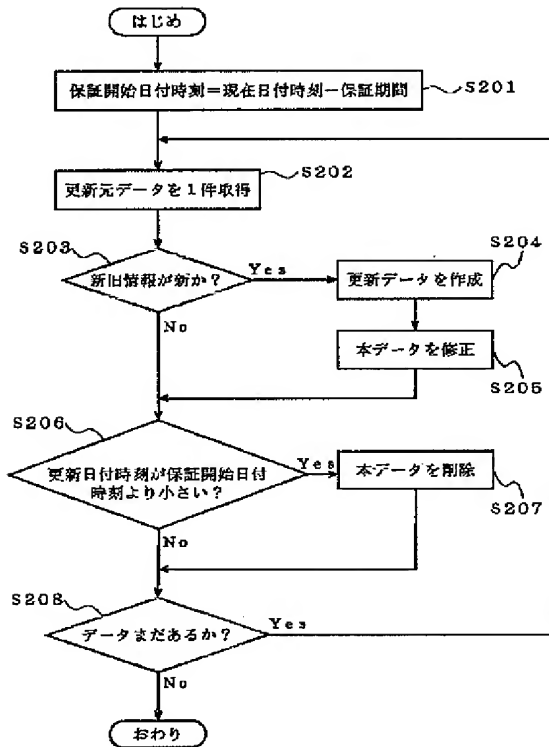 はじめ
保証開始日付時刻＝現在日付時刻－保証期間
S201
S202
更新元データを１件取得
S203
新旧情報が新か？
Yes
S204
更新データを作成
No
本データを修正
S205
S206
更新日付時刻が保証開始日付
時刻より小さい？
Yes
本データを削除
S207
No
S208
データまだあるか？
Yes
No
おわり